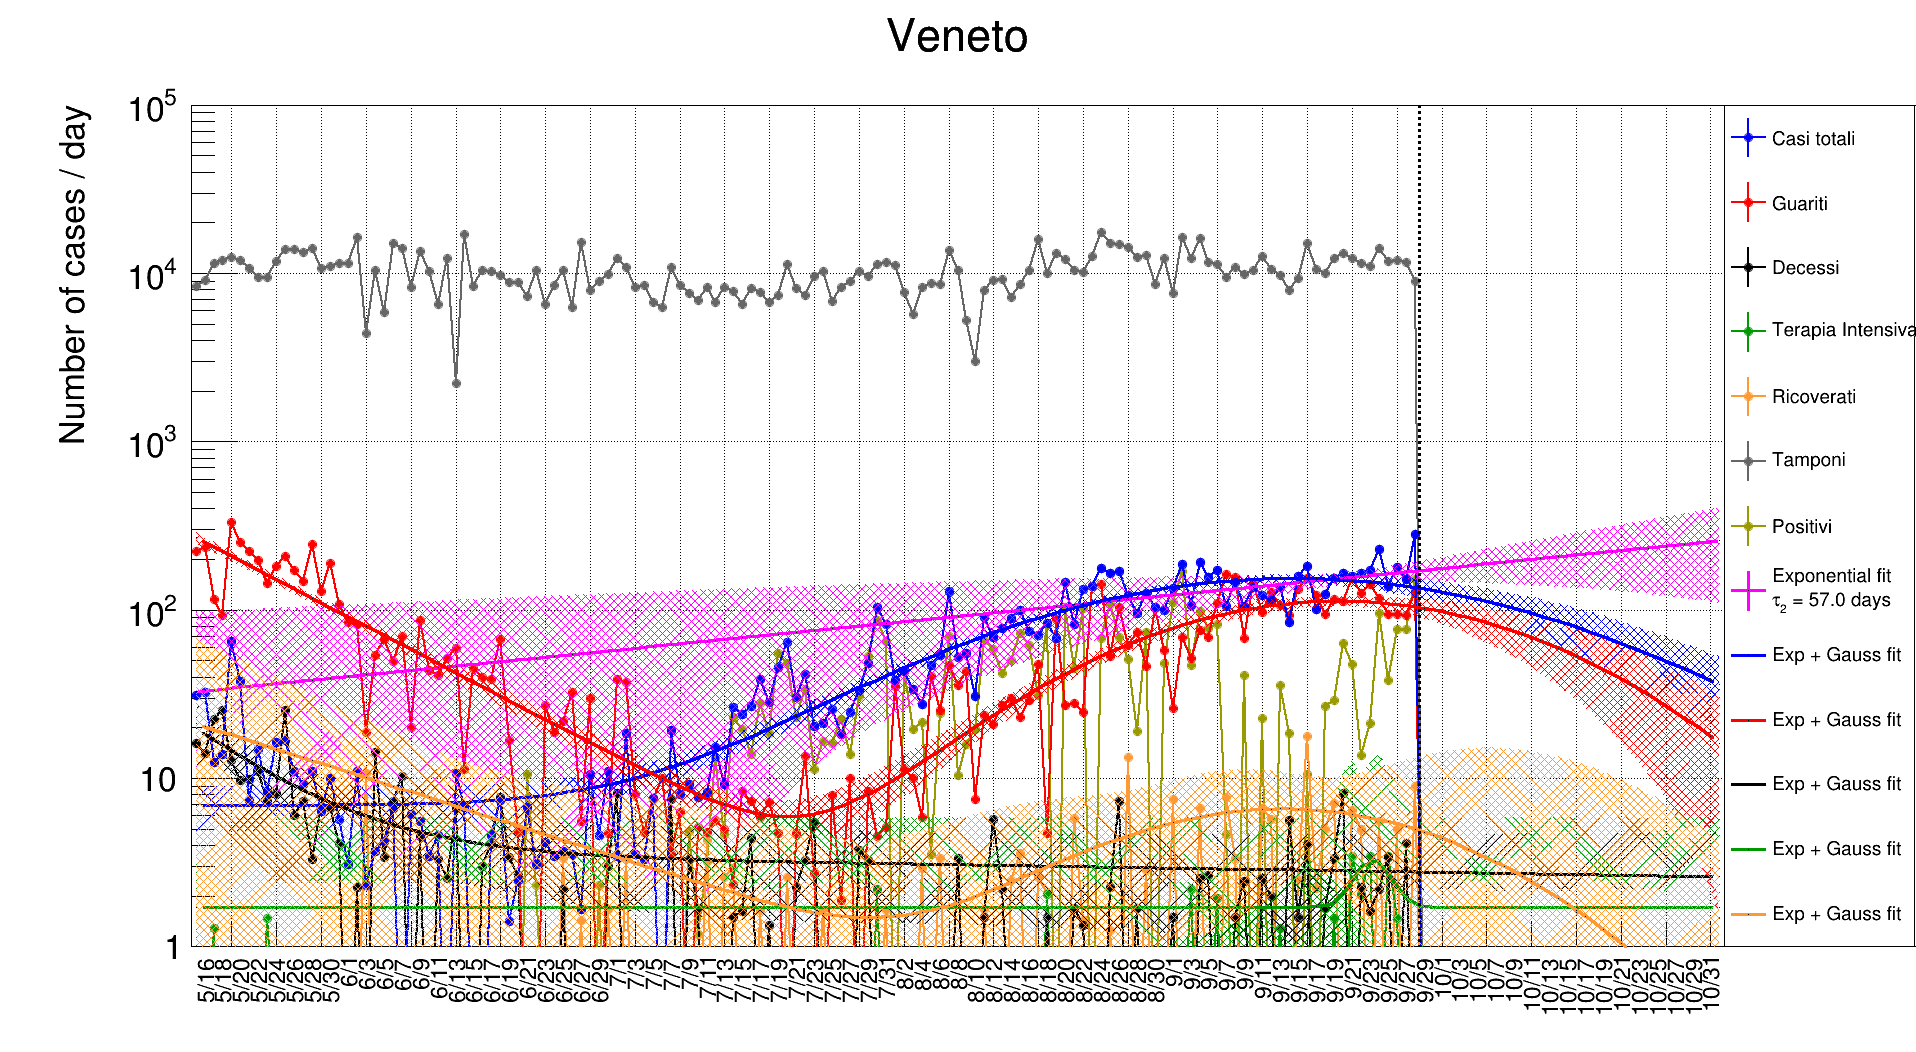 Veneto
Number of cases / day
10^5
10^4
10^3
10^2
10
1
5/16 5/18 5/20 5/22 5/24 5/26 5/28 5/30 6/1 6/3 6/5 6/7 6/9 6/11 6/13 6/15 6/17 6/19 6/21 6/23 6/25 6/27 6/29 7/1 7/3 7/5 7/7 7/9 7/11 7/13 7/15 7/17 7/19 7/21 7/23 7/25 7/27 7/29 7/31 8/2 8/4 8/6 8/8 8/10 8/12 8/14 8/16 8/18 8/20 8/22 8/24 8/26 8/28 8/30 9/1 9/3 9/5 9/7 9/9 9/11 9/13 9/15 9/17 9/19 9/21 9/23 9/25 9/27 9/29 10/1 10/3 10/5 10/7 10/9 10/11 10/13 10/15 10/17 10/19 10/21 10/23 10/25 10/27 10/29 10/31
Casi totali
Guariti
Decessi
Terapia Intensiva
Ricoverati
Tamponi
Positivi
Exponential fit
τ₂ = 57.0 days
Exp + Gauss fit
Exp + Gauss fit
Exp + Gauss fit
Exp + Gauss fit
Exp + Gauss fit